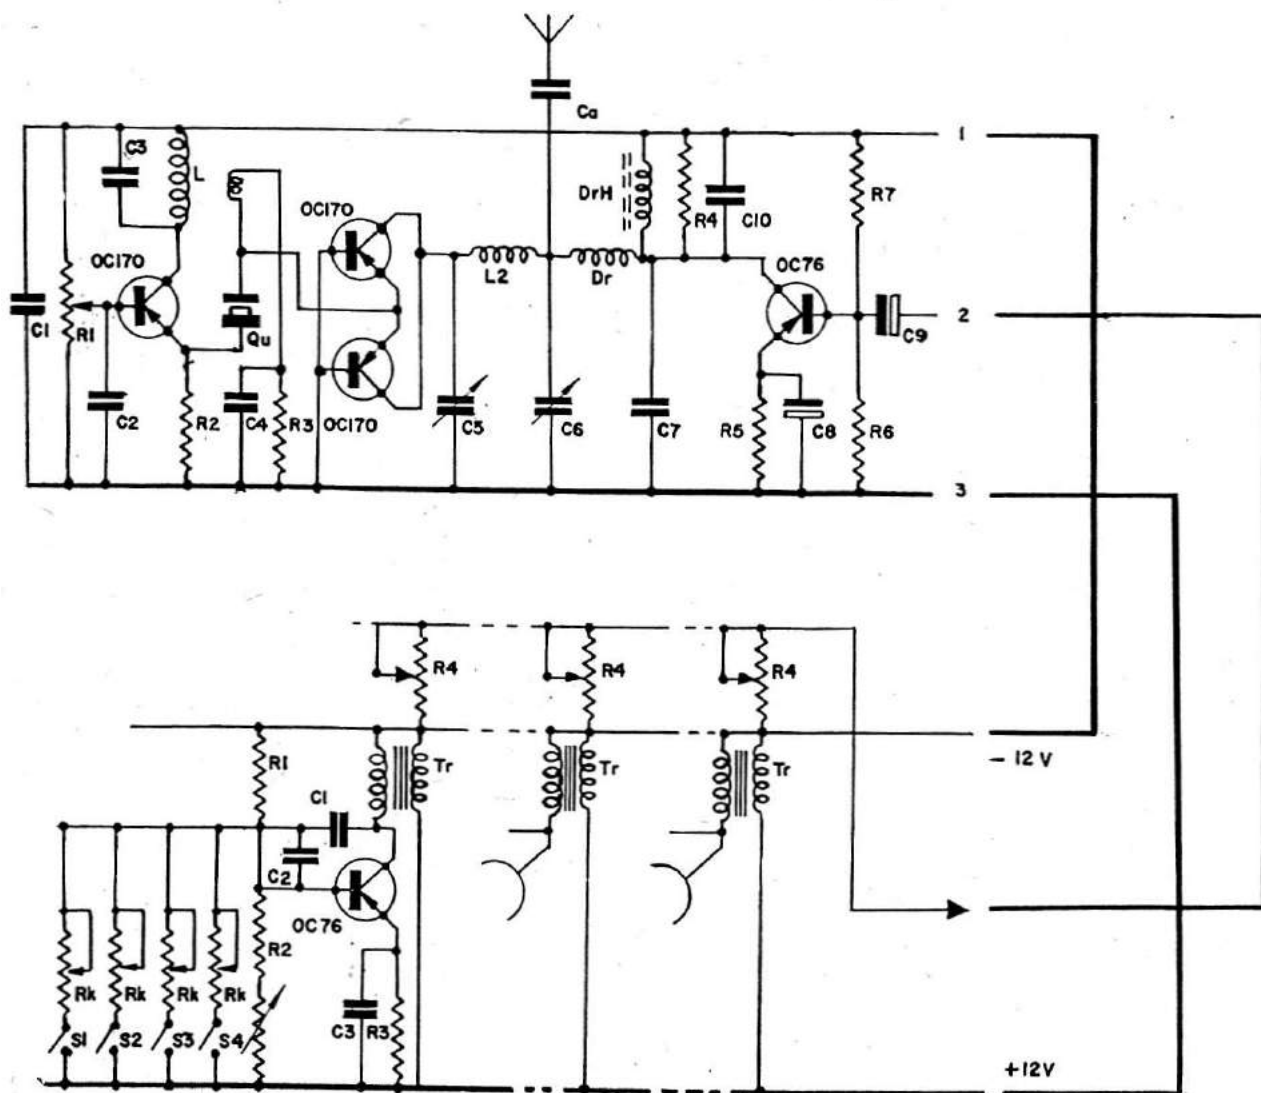 Ca
1
C3
L
DrH
R4
C10
R7
OC170
OC170
L2
Dr
OC76
C1
R1
Qu
C9
2
C2
R2
C4
R3
OC170
C5
C6
C7
R5
C8
R6
3
R4
R4
R4
R1
Tr
Tr
Tr
- 12 V
C1
C2
OC76
R2
Rk
Rk
Rk
Rk
S1
S2
S3
S4
C3
R3
+12V